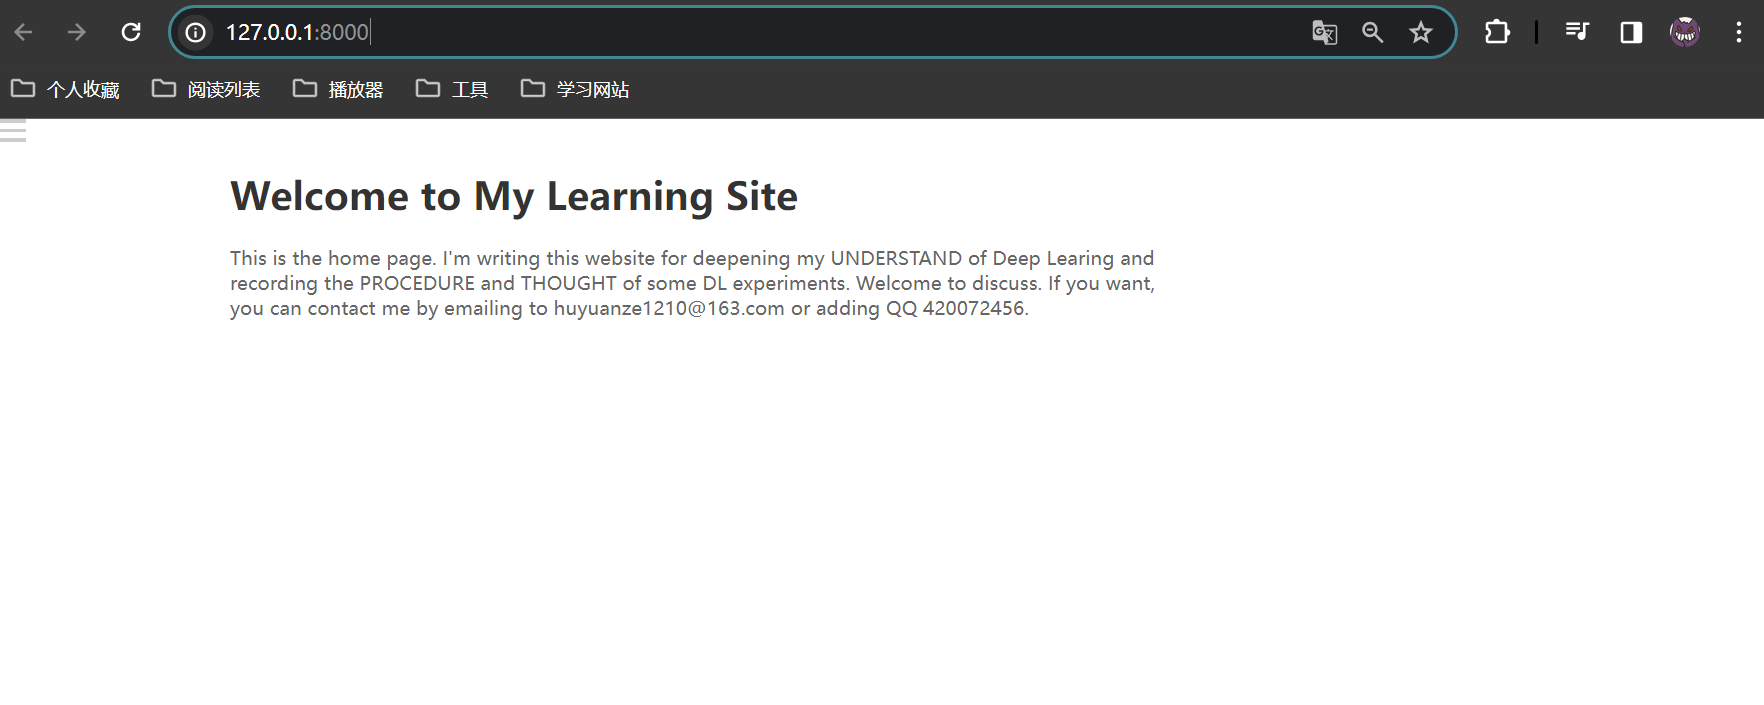 127.0.0.1:8000
个人收藏 阅读列表 播放器 工具 学习网站
Welcome to My Learning Site
This is the home page. I'm writing this website for deepening my UNDERSTAND of Deep Learing and
recording the PROCEDURE and THOUGHT of some DL experiments. Welcome to discuss. If you want,
you can contact me by emailing to huyuanze1210@163.com or adding QQ 420072456.